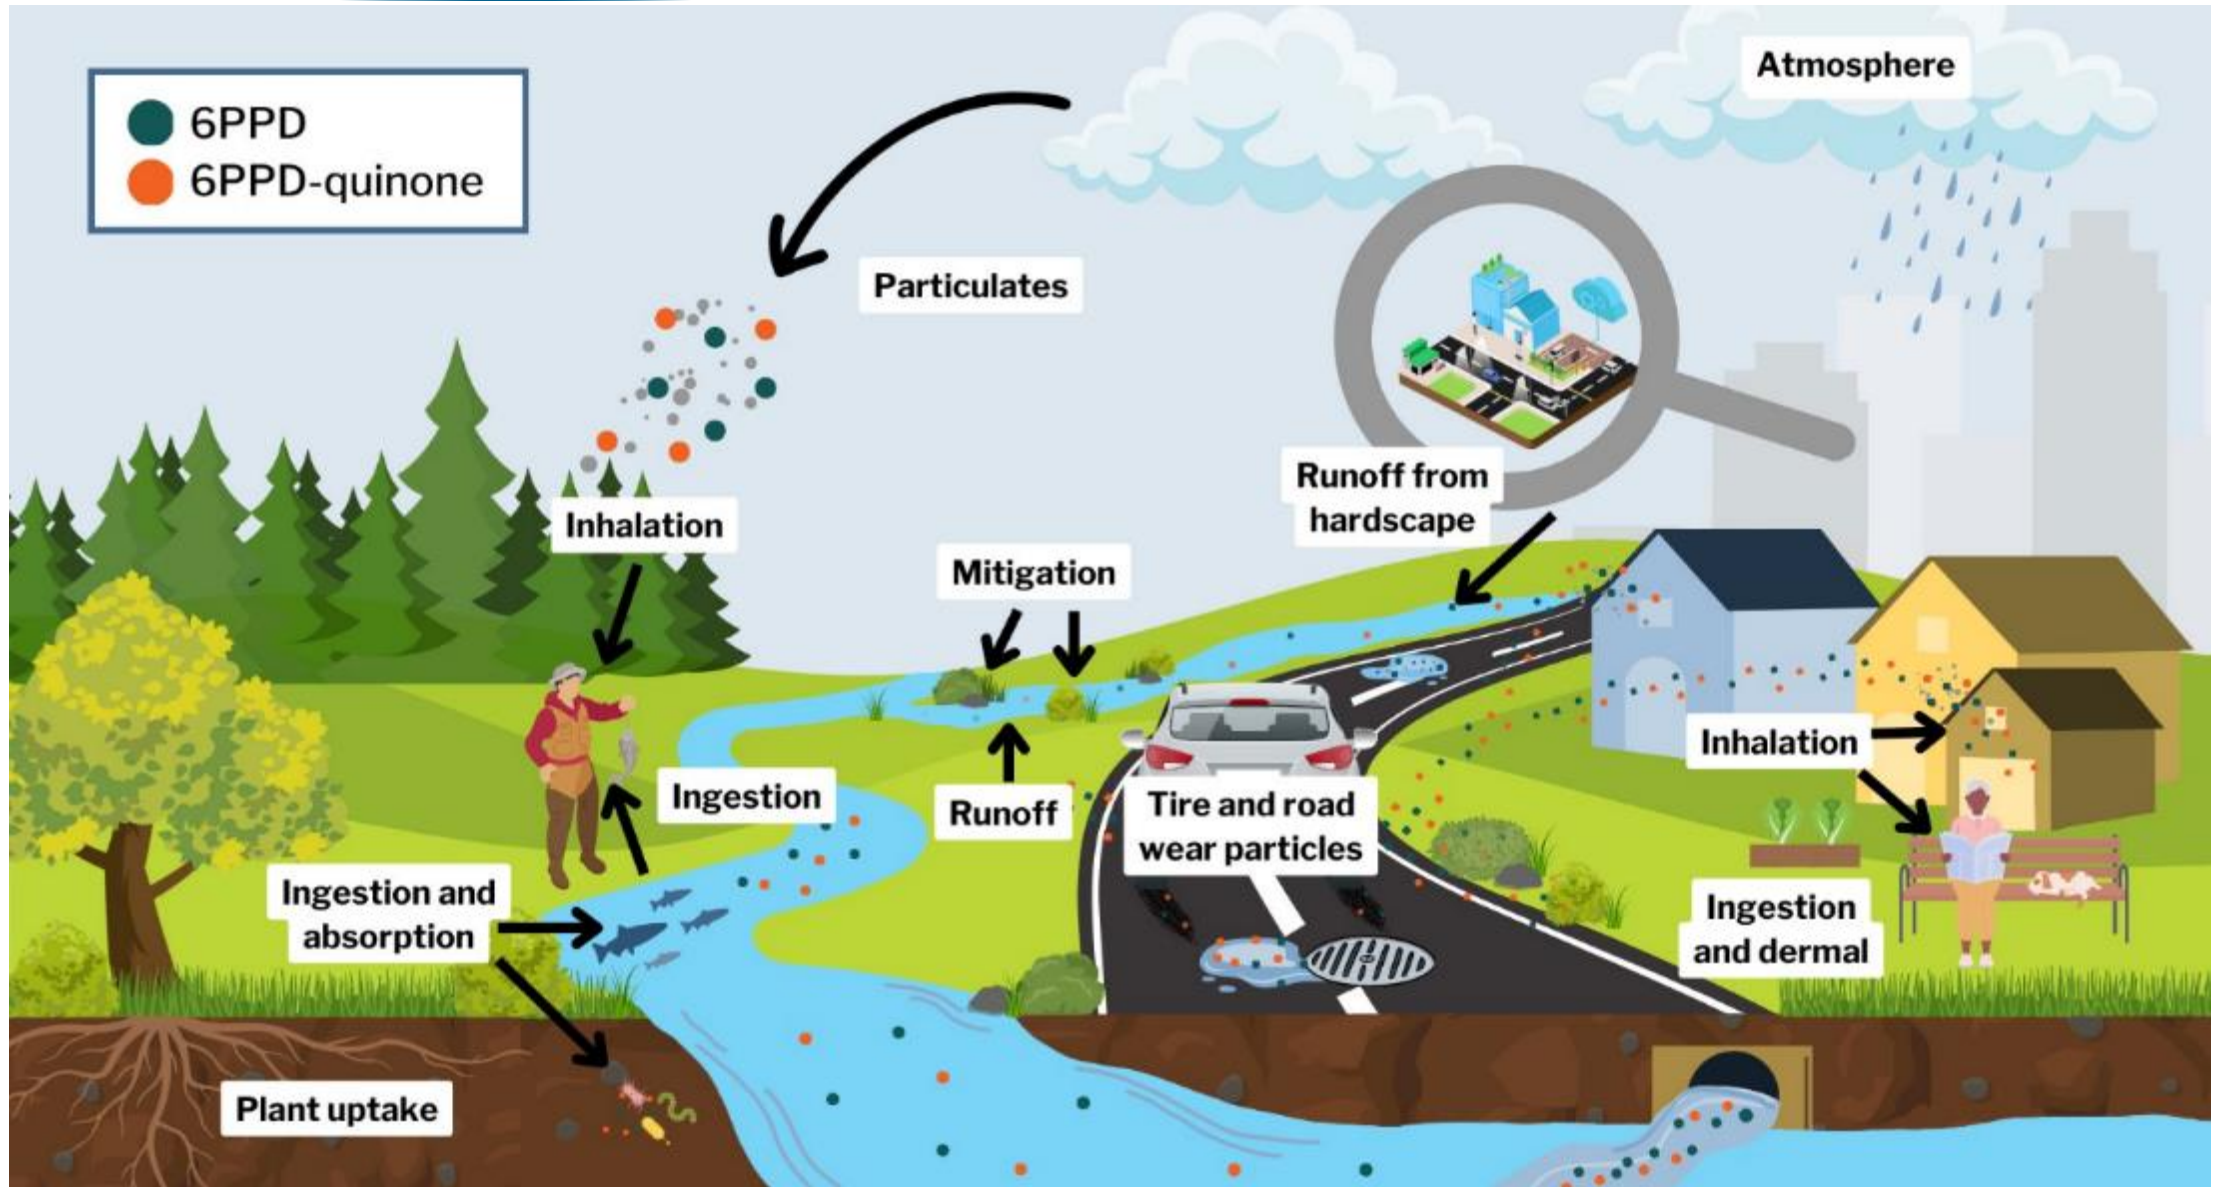 6PPD
6PPD-quinone
Atmosphere
Particulates
Runoff from
hardscape
Inhalation
Mitigation
Inhalation
Ingestion
Runoff
Tire and road
wear particles
Ingestion and
absorption
Ingestion
and dermal
Plant uptake